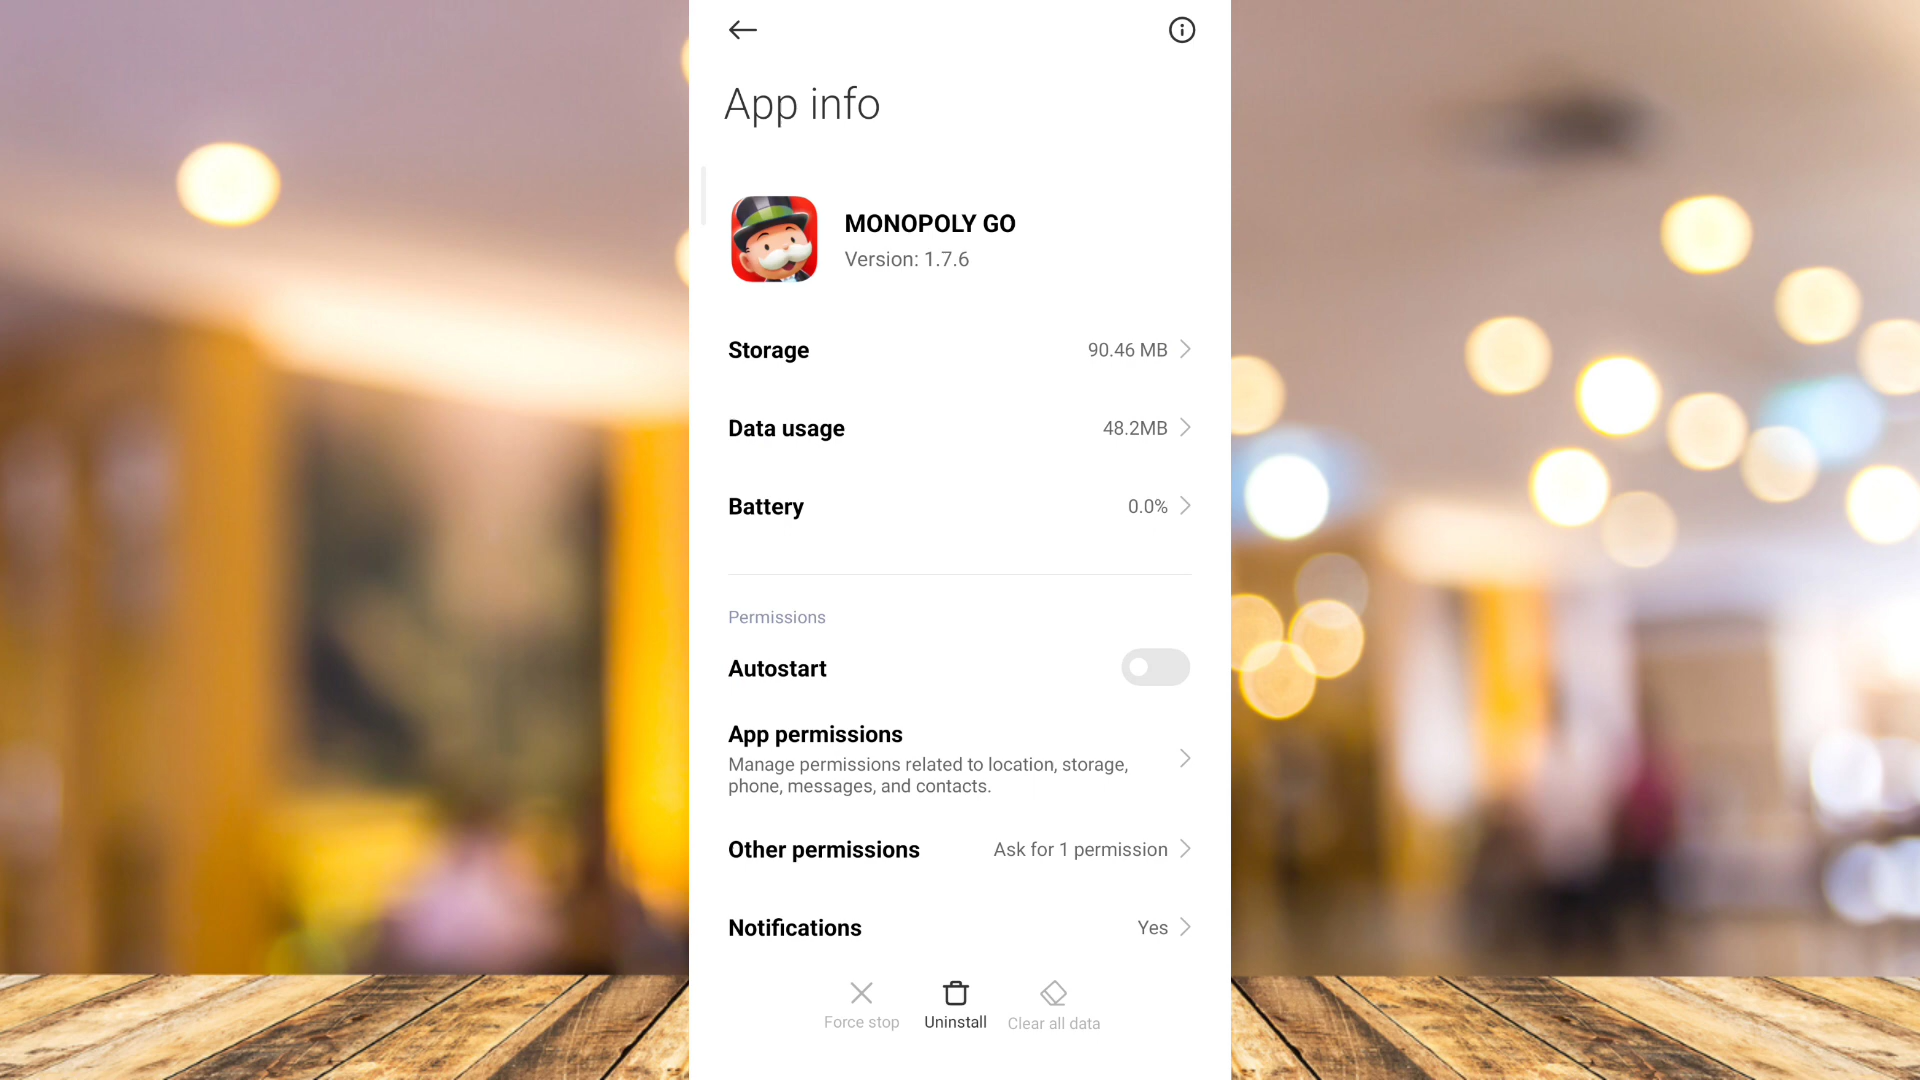 App info
MONOPOLY GO
Version: 1.7.6
Storage
90.46 MB
Data usage
48.2MB
Battery
0.0%
Permissions
Autostart
App permissions
Manage permissions related to location, storage,
phone, messages, and contacts.
Other permissions
Ask for 1 permission
Notifications
Yes
Force stop
Uninstall
Clear all data